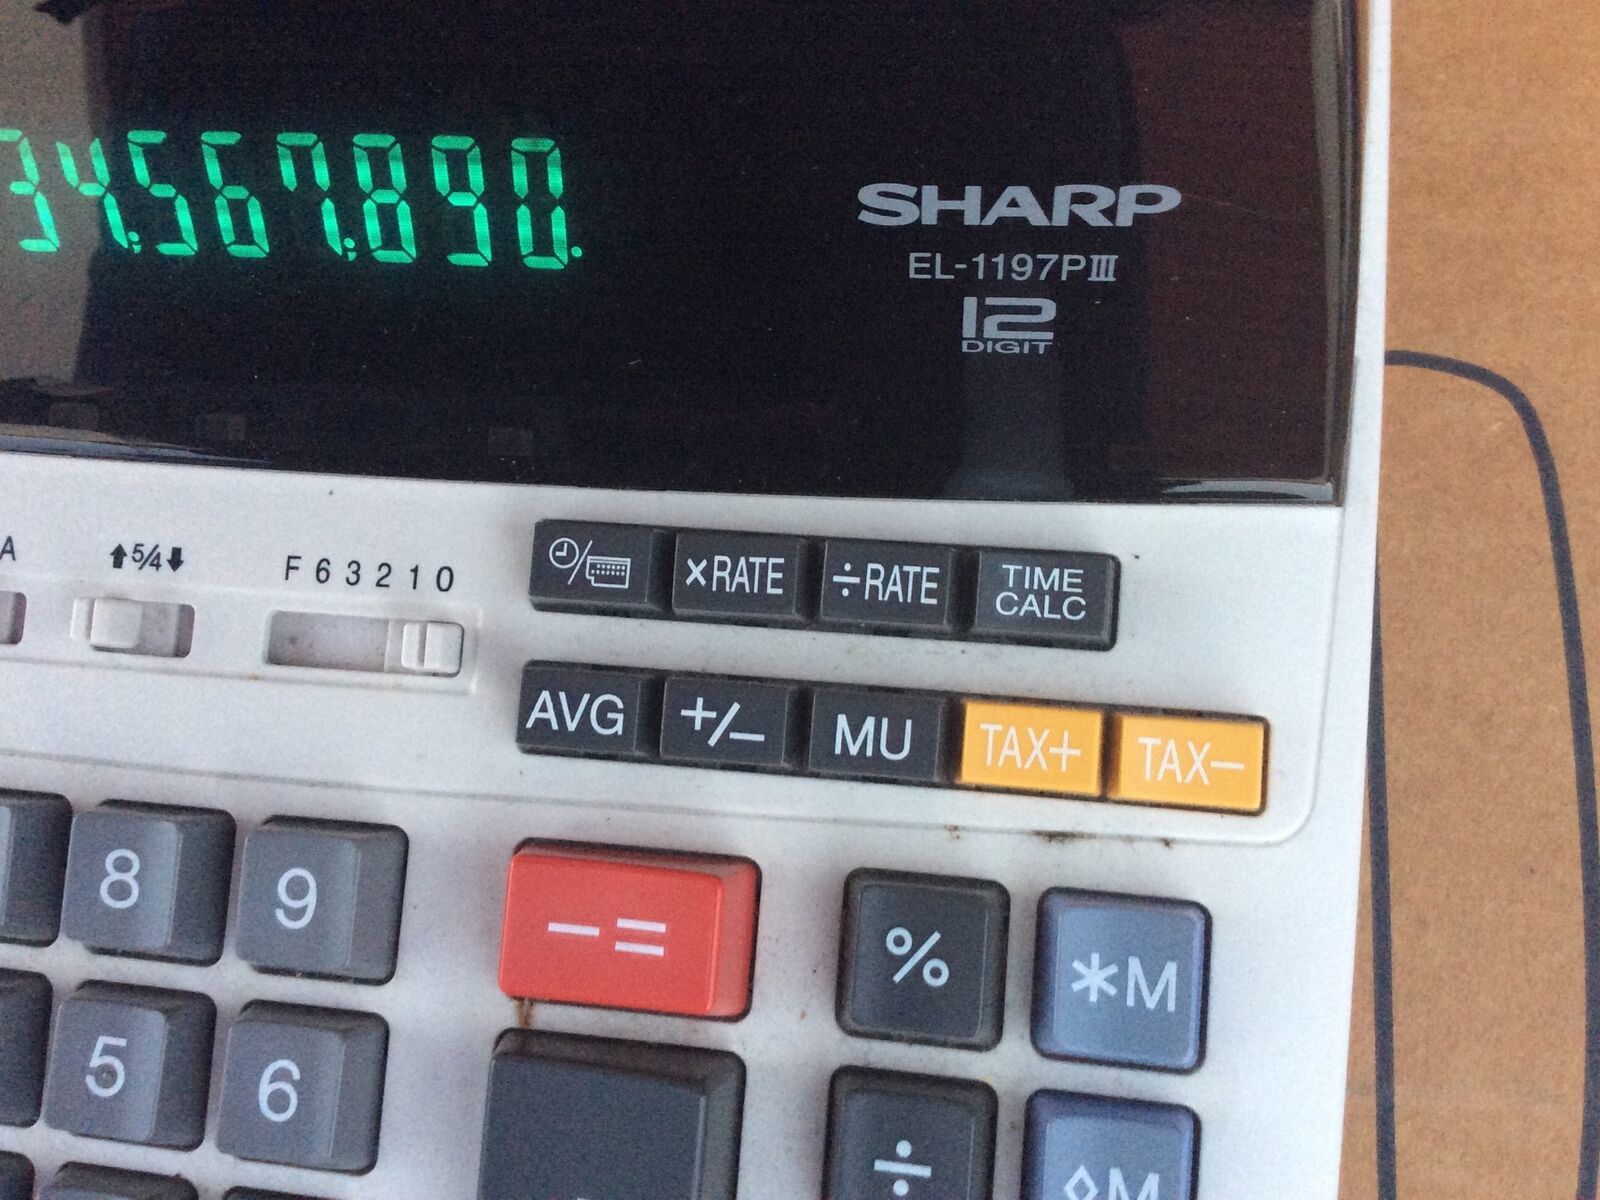 34,567,890.
SHARP
EL-1197PIII
12
DIGIT
A
⬆5/4⬇
F 6 3 2 1 0
×RATE
÷RATE
TIME
CALC
AVG
+/−
MU
TAX+
TAX−
8
9
− =
%
*M
5
6
÷
◊M